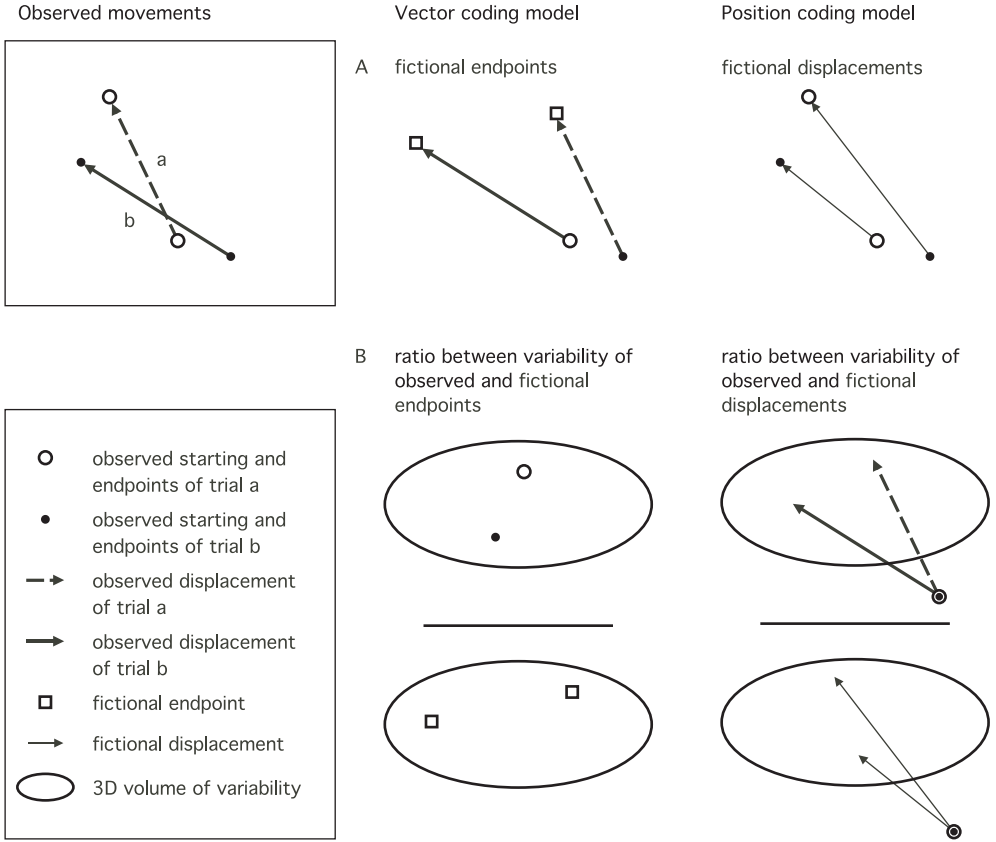 Observed movements
Vector coding model
Position coding model
A
fictional endpoints
fictional displacements
a
b
B
ratio between variability of
observed and fictional
endpoints
ratio between variability of
observed and fictional
displacements
observed starting and
endpoints of trial a
observed starting and
endpoints of trial b
observed displacement
of trial a
observed displacement
of trial b
fictional endpoint
fictional displacement
3D volume of variability